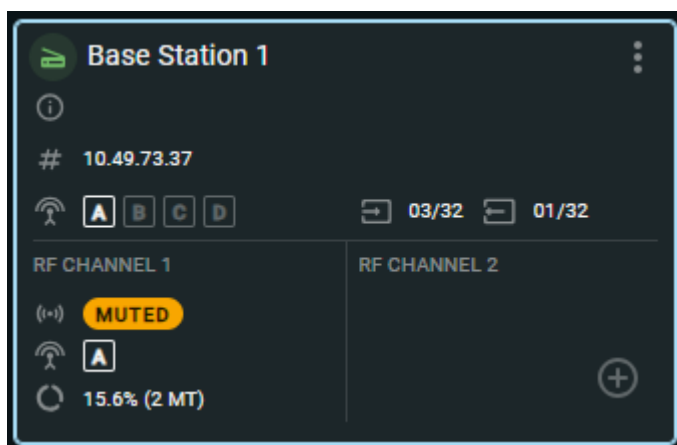 Base Station 1
# 10.49.73.37
A B C D 03/32 01/32
RF CHANNEL 1 RF CHANNEL 2
MUTED
A
15.6% (2 MT)